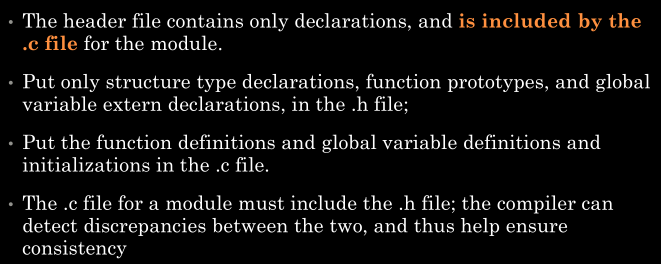 • The header file contains only declarations, and is included by the
.c file for the module.
• Put only structure type declarations, function prototypes, and global
variable extern declarations, in the .h file;
• Put the function definitions and global variable definitions and
initializations in the .c file.
• The .c file for a module must include the .h file; the compiler can
detect discrepancies between the two, and thus help ensure
consistency